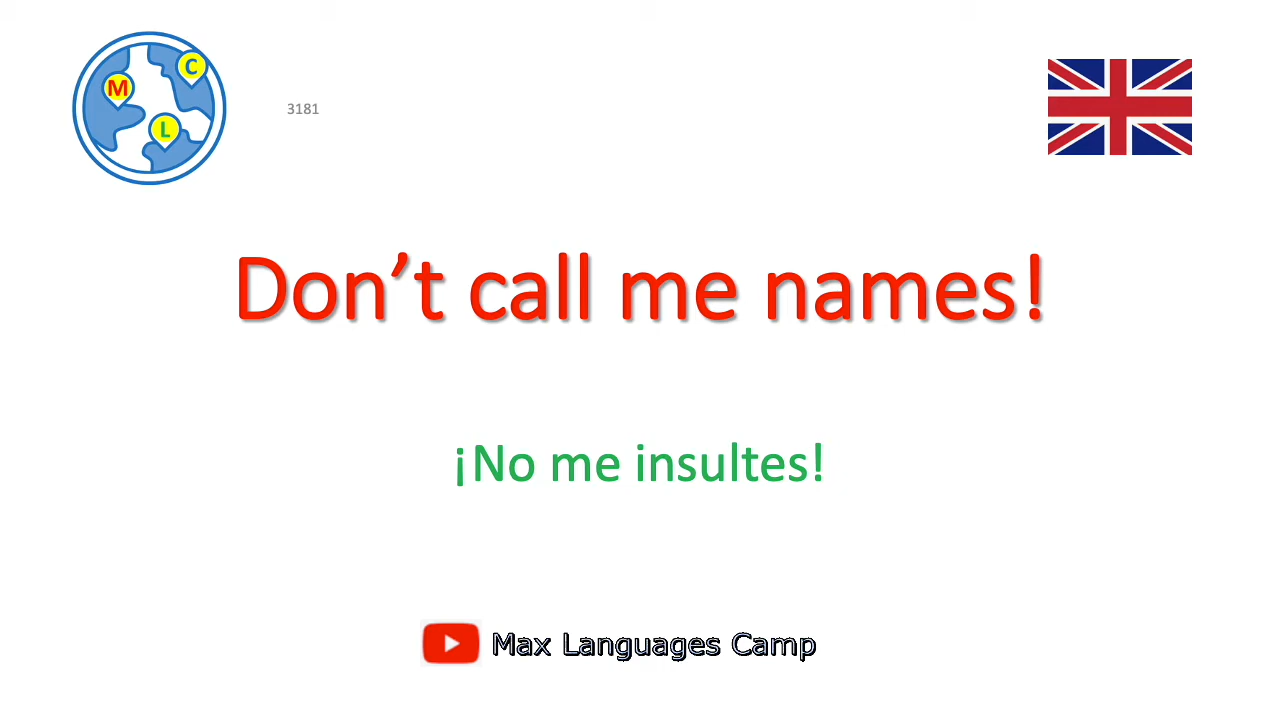 M
C
L
3181
Don’t call me names!
¡No me insultes!
Max Languages Camp